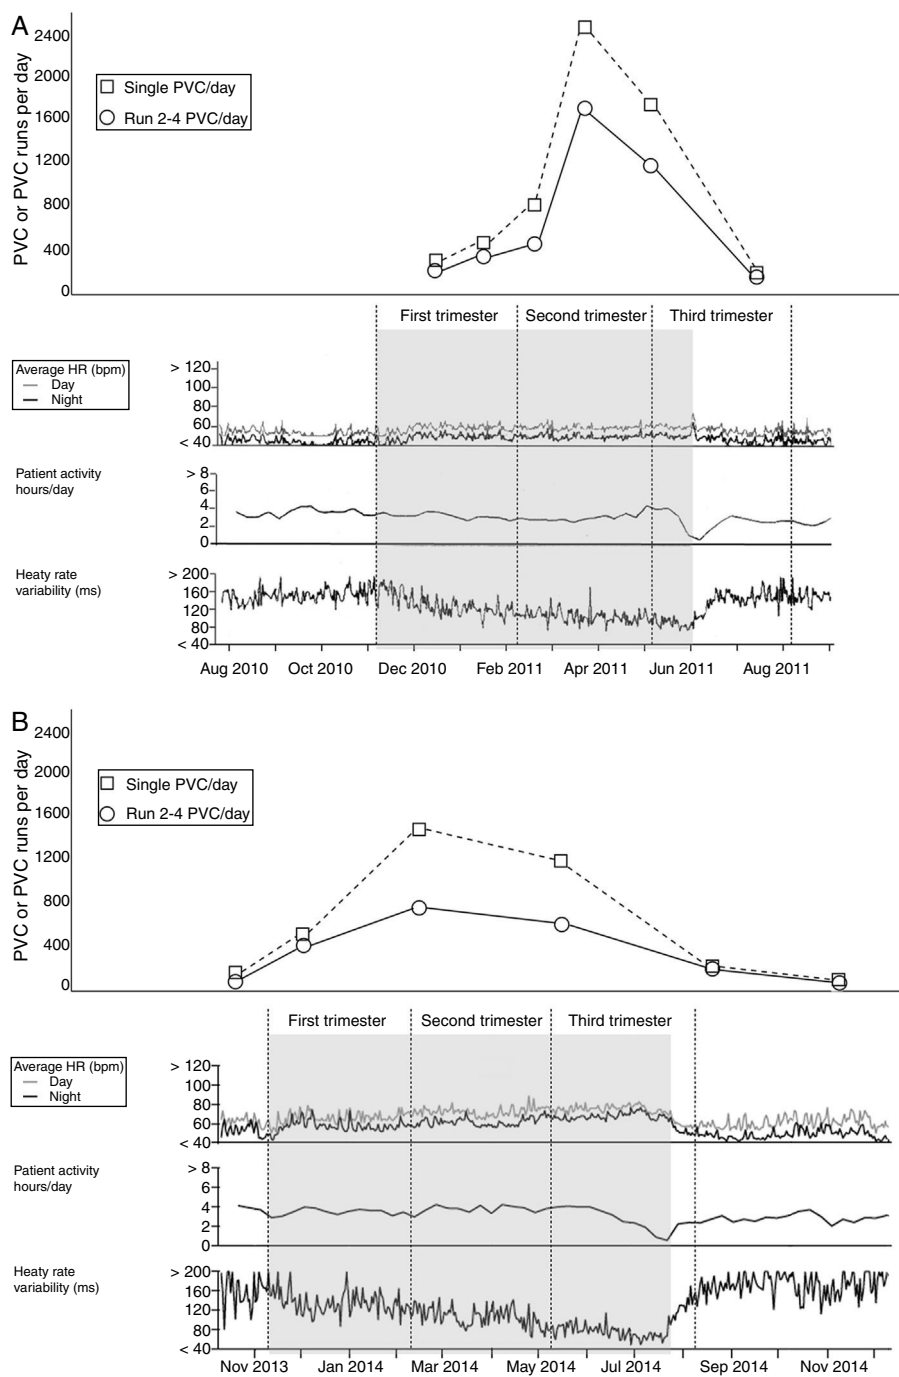 A
PVC or PVC runs per day
2400
2000
1600
1200
800
400
0
Single PVC/day
Run 2-4 PVC/day
First trimester Second trimester Third trimester
Average HR (bpm)
Day
Night
> 120
100
80
60
< 40
Patient activity
hours/day
> 8
6
4
2
0
Heaty rate
variability (ms)
> 200
160
120
80
< 40
Aug 2010 Oct 2010 Dec 2010 Feb 2011 Apr 2011 Jun 2011 Aug 2011
B
PVC or PVC runs per day
2400
2000
1600
1200
800
400
0
Single PVC/day
Run 2-4 PVC/day
First trimester Second trimester Third trimester
Average HR (bpm)
Day
Night
> 120
100
80
60
< 40
Patient activity
hours/day
> 8
6
4
2
0
Heaty rate
variability (ms)
> 200
160
120
80
< 40
Nov 2013 Jan 2014 Mar 2014 May 2014 Jul 2014 Sep 2014 Nov 2014